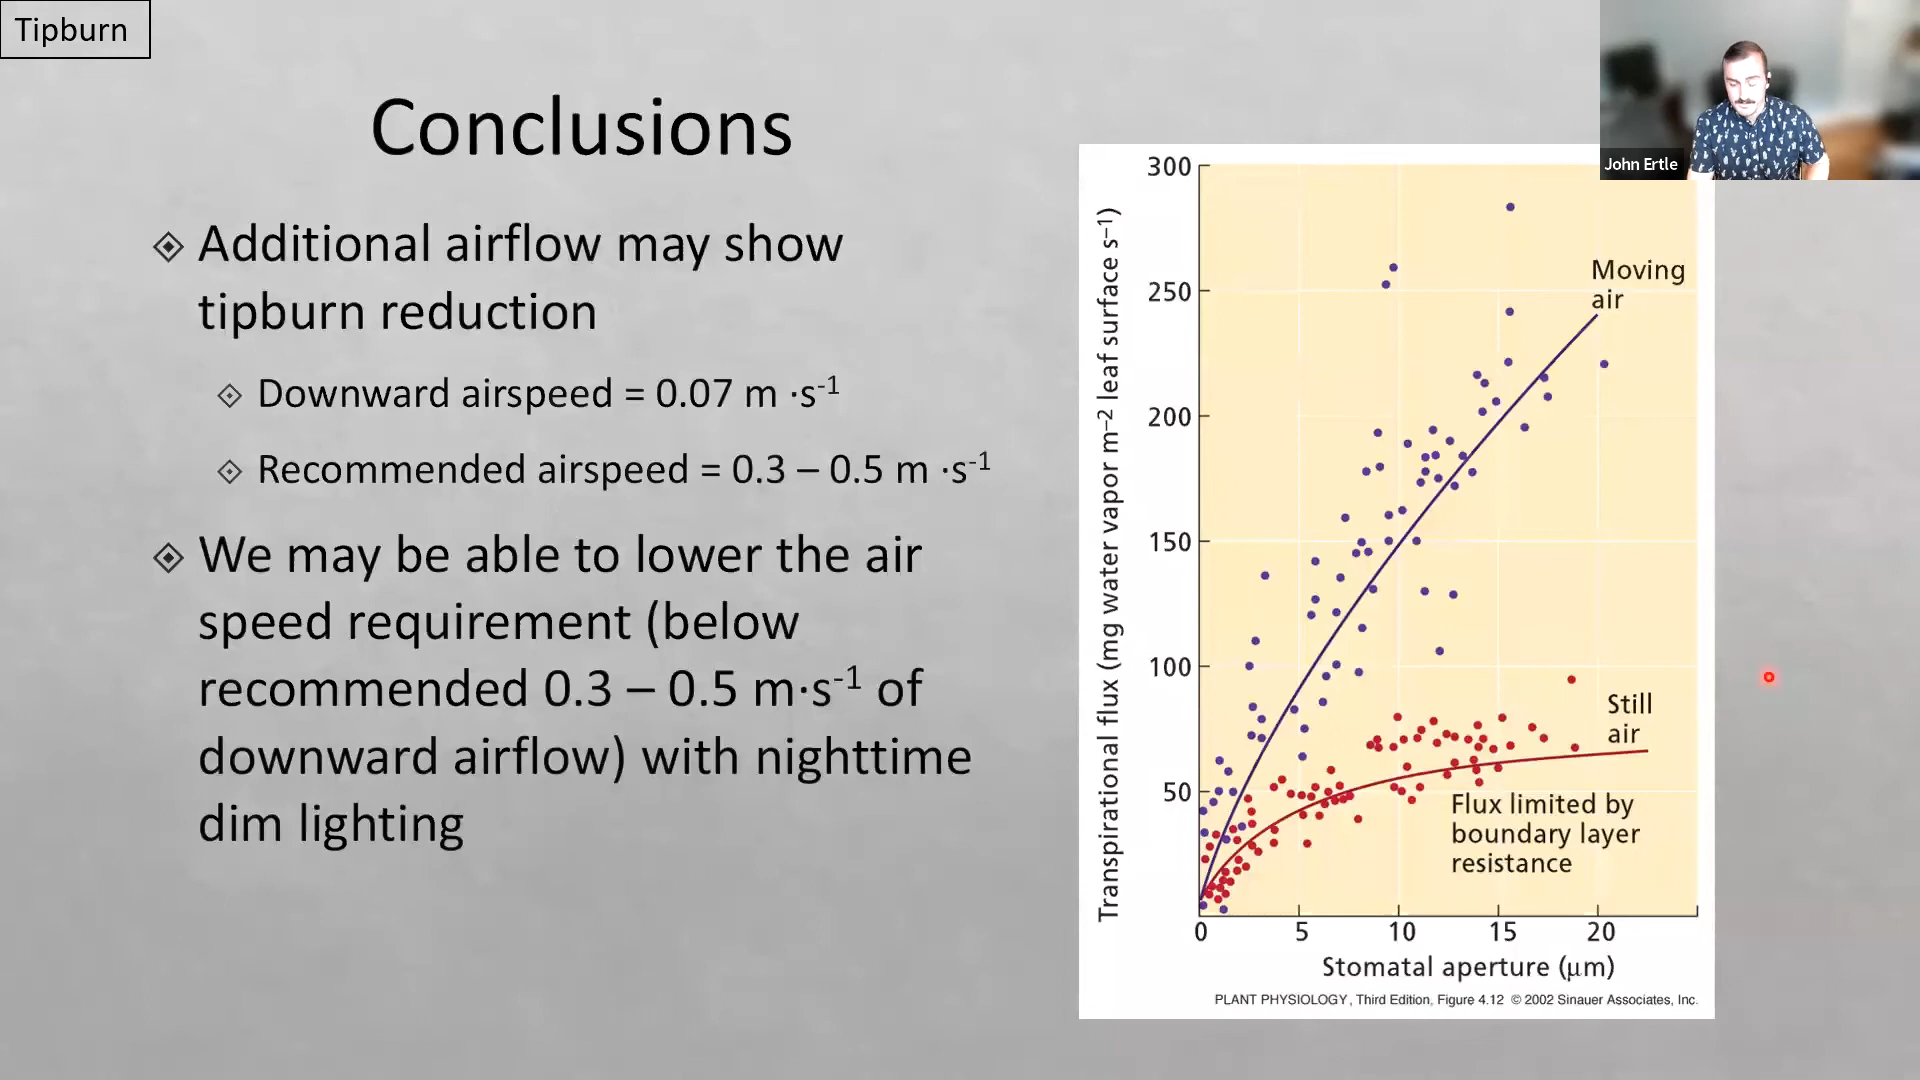 Tipburn
Conclusions
Additional airflow may show
tipburn reduction
Downward airspeed = 0.07 m ·s⁻¹
Recommended airspeed = 0.3 – 0.5 m ·s⁻¹
We may be able to lower the air
speed requirement (below
recommended 0.3 – 0.5 m·s⁻¹ of
downward airflow) with nighttime
dim lighting
John Ertle
Transpirational flux (mg water vapor m⁻² leaf surface s⁻¹)
300
250
200
150
100
50
Moving
air
Still
air
Flux limited by
boundary layer
resistance
0 5 10 15 20
Stomatal aperture (μm)
PLANT PHYSIOLOGY, Third Edition, Figure 4.12 © 2002 Sinauer Associates, Inc.